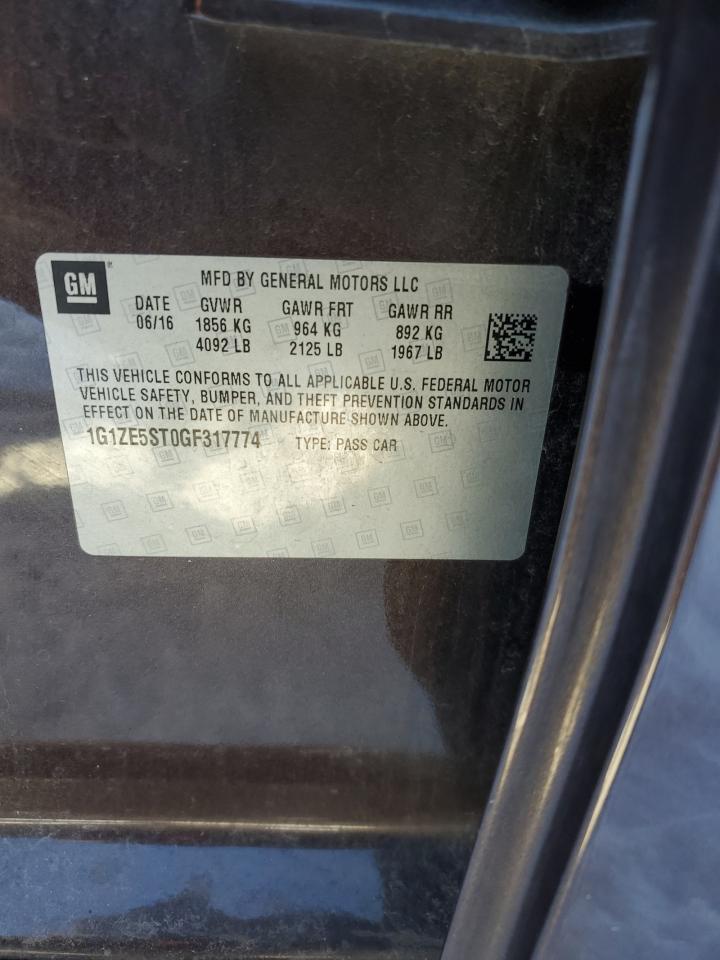 GM
MFD BY GENERAL MOTORS LLC
DATE GVWR GAWR FRT GAWR RR
06/16 1856 KG 964 KG 892 KG
4092 LB 2125 LB 1967 LB
THIS VEHICLE CONFORMS TO ALL APPLICABLE U.S. FEDERAL MOTOR
VEHICLE SAFETY, BUMPER, AND THEFT PREVENTION STANDARDS IN
EFFECT ON THE DATE OF MANUFACTURE SHOWN ABOVE.
1G1ZE5ST0GF317774 TYPE: PASS CAR